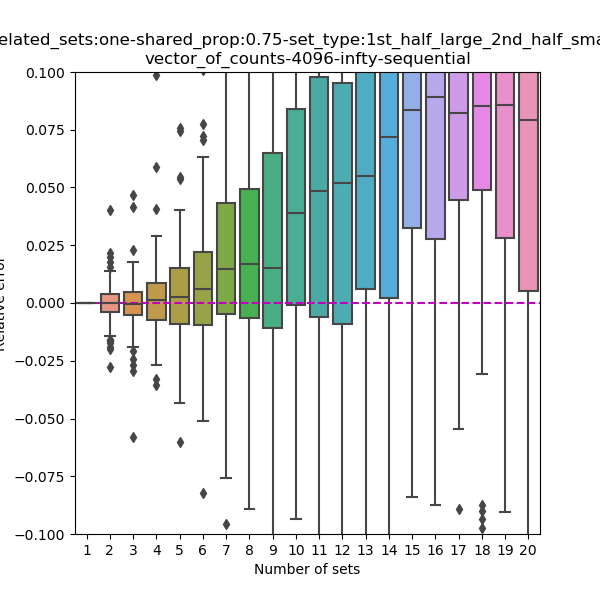 elated_sets:one-shared_prop:0.75-set_type:1st_half_large_2nd_half_sma
vector_of_counts-4096-infty-sequential
0.100
0.075
0.050
0.025
0.000
−0.025
−0.050
−0.075
−0.100
Relative error
1 2 3 4 5 6 7 8 9 10 11 12 13 14 15 16 17 18 19 20
Number of sets